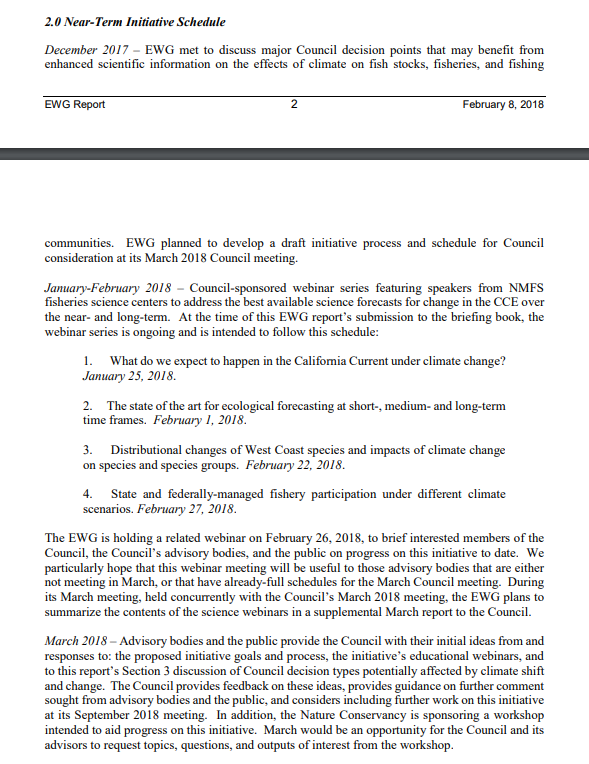 2.0 Near-Term Initiative Schedule
December 2017 – EWG met to discuss major Council decision points that may benefit from
enhanced scientific information on the effects of climate on fish stocks, fisheries, and fishing
EWG Report 2 February 8, 2018
communities. EWG planned to develop a draft initiative process and schedule for Council
consideration at its March 2018 Council meeting.
January-February 2018 – Council-sponsored webinar series featuring speakers from NMFS
fisheries science centers to address the best available science forecasts for change in the CCE over
the near- and long-term. At the time of this EWG report's submission to the briefing book, the
webinar series is ongoing and is intended to follow this schedule:
1. What do we expect to happen in the California Current under climate change?
January 25, 2018.
2. The state of the art for ecological forecasting at short-, medium- and long-term
time frames. February 1, 2018.
3. Distributional changes of West Coast species and impacts of climate change
on species and species groups. February 22, 2018.
4. State and federally-managed fishery participation under different climate
scenarios. February 27, 2018.
The EWG is holding a related webinar on February 26, 2018, to brief interested members of the
Council, the Council's advisory bodies, and the public on progress on this initiative to date. We
particularly hope that this webinar meeting will be useful to those advisory bodies that are either
not meeting in March, or that have already-full schedules for the March Council meeting. During
its March meeting, held concurrently with the Council's March 2018 meeting, the EWG plans to
summarize the contents of the science webinars in a supplemental March report to the Council.
March 2018 – Advisory bodies and the public provide the Council with their initial ideas from and
responses to: the proposed initiative goals and process, the initiative's educational webinars, and
to this report's Section 3 discussion of Council decision types potentially affected by climate shift
and change. The Council provides feedback on these ideas, provides guidance on further comment
sought from advisory bodies and the public, and considers including further work on this initiative
at its September 2018 meeting. In addition, the Nature Conservancy is sponsoring a workshop
intended to aid progress on this initiative. March would be an opportunity for the Council and its
advisors to request topics, questions, and outputs of interest from the workshop.